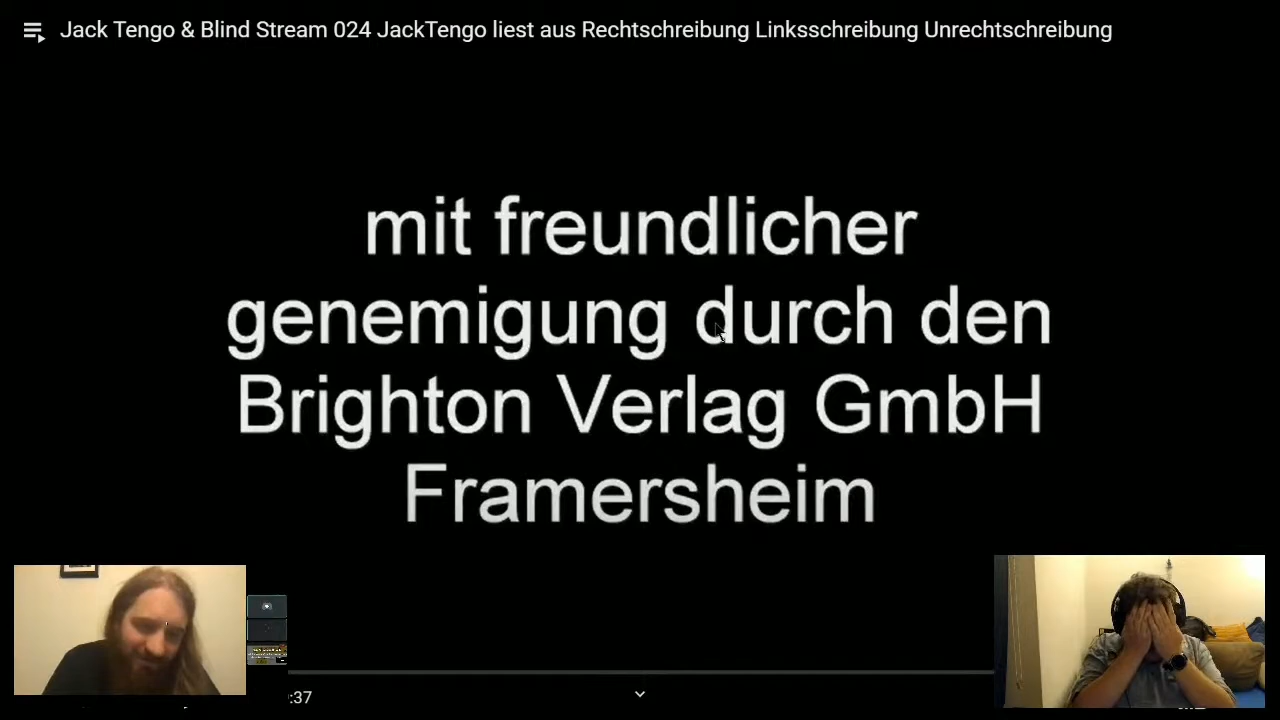 Jack Tengo & Blind Stream 024 JackTengo liest aus Rechtschreibung Linksschreibung Unrechtschreibung
mit freundlicher
genemigung durch den
Brighton Verlag GmbH
Framersheim
:37